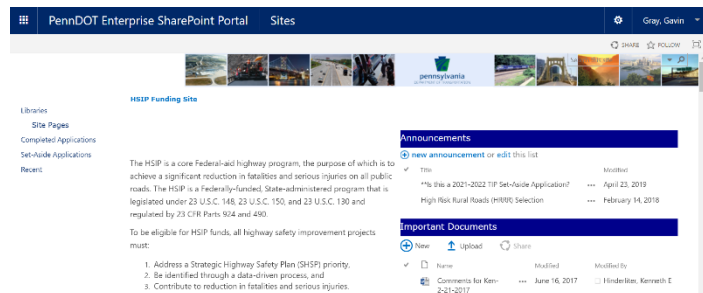 PennDOT Enterprise SharePoint Portal Sites Gray, Gavin
SHARE FOLLOW
pennsylvania
DEPARTMENT OF TRANSPORTATION
HSIP Funding Site
Libraries
Site Pages
Completed Applications
Set-Aside Applications
Recent
The HSIP is a core Federal-aid highway program, the purpose of which is to
achieve a significant reduction in fatalities and serious injuries on all public
roads. The HSIP is a Federally-funded, State-administered program that is
legislated under 23 U.S.C. 148, 23 U.S.C. 150, and 23 U.S.C. 130 and
regulated by 23 CFR Parts 924 and 490.
To be eligible for HSIP funds, all highway safety improvement projects
must:
1. Address a Strategic Highway Safety Plan (SHSP) priority,
2. Be identified through a data-driven process, and
3. Contribute to reduction in fatalities and serious injuries.
Announcements
new announcement or edit this list
Title Modified
**Is this a 2021-2022 TIP Set-Aside Application? ... April 23, 2019
High Risk Rural Roads (HRRR) Selection ... February 14, 2018
Important Documents
New Upload Share
Name Modified Modified By
Comments for Ken- ... June 16, 2017 Hinderliter, Kenneth E
2-21-2017